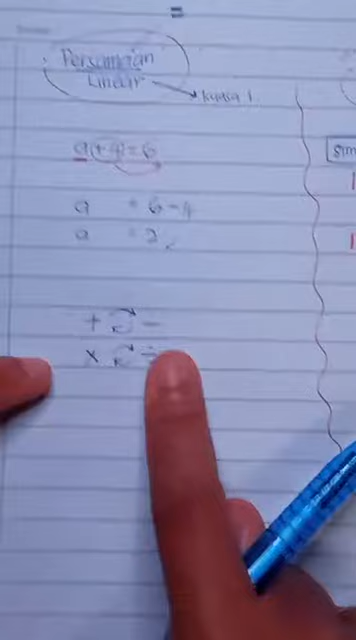 Persamaan
Linear → kuasa 1
a + 4 = 6
a = 6 - 4
a = 2
+ -
× ÷